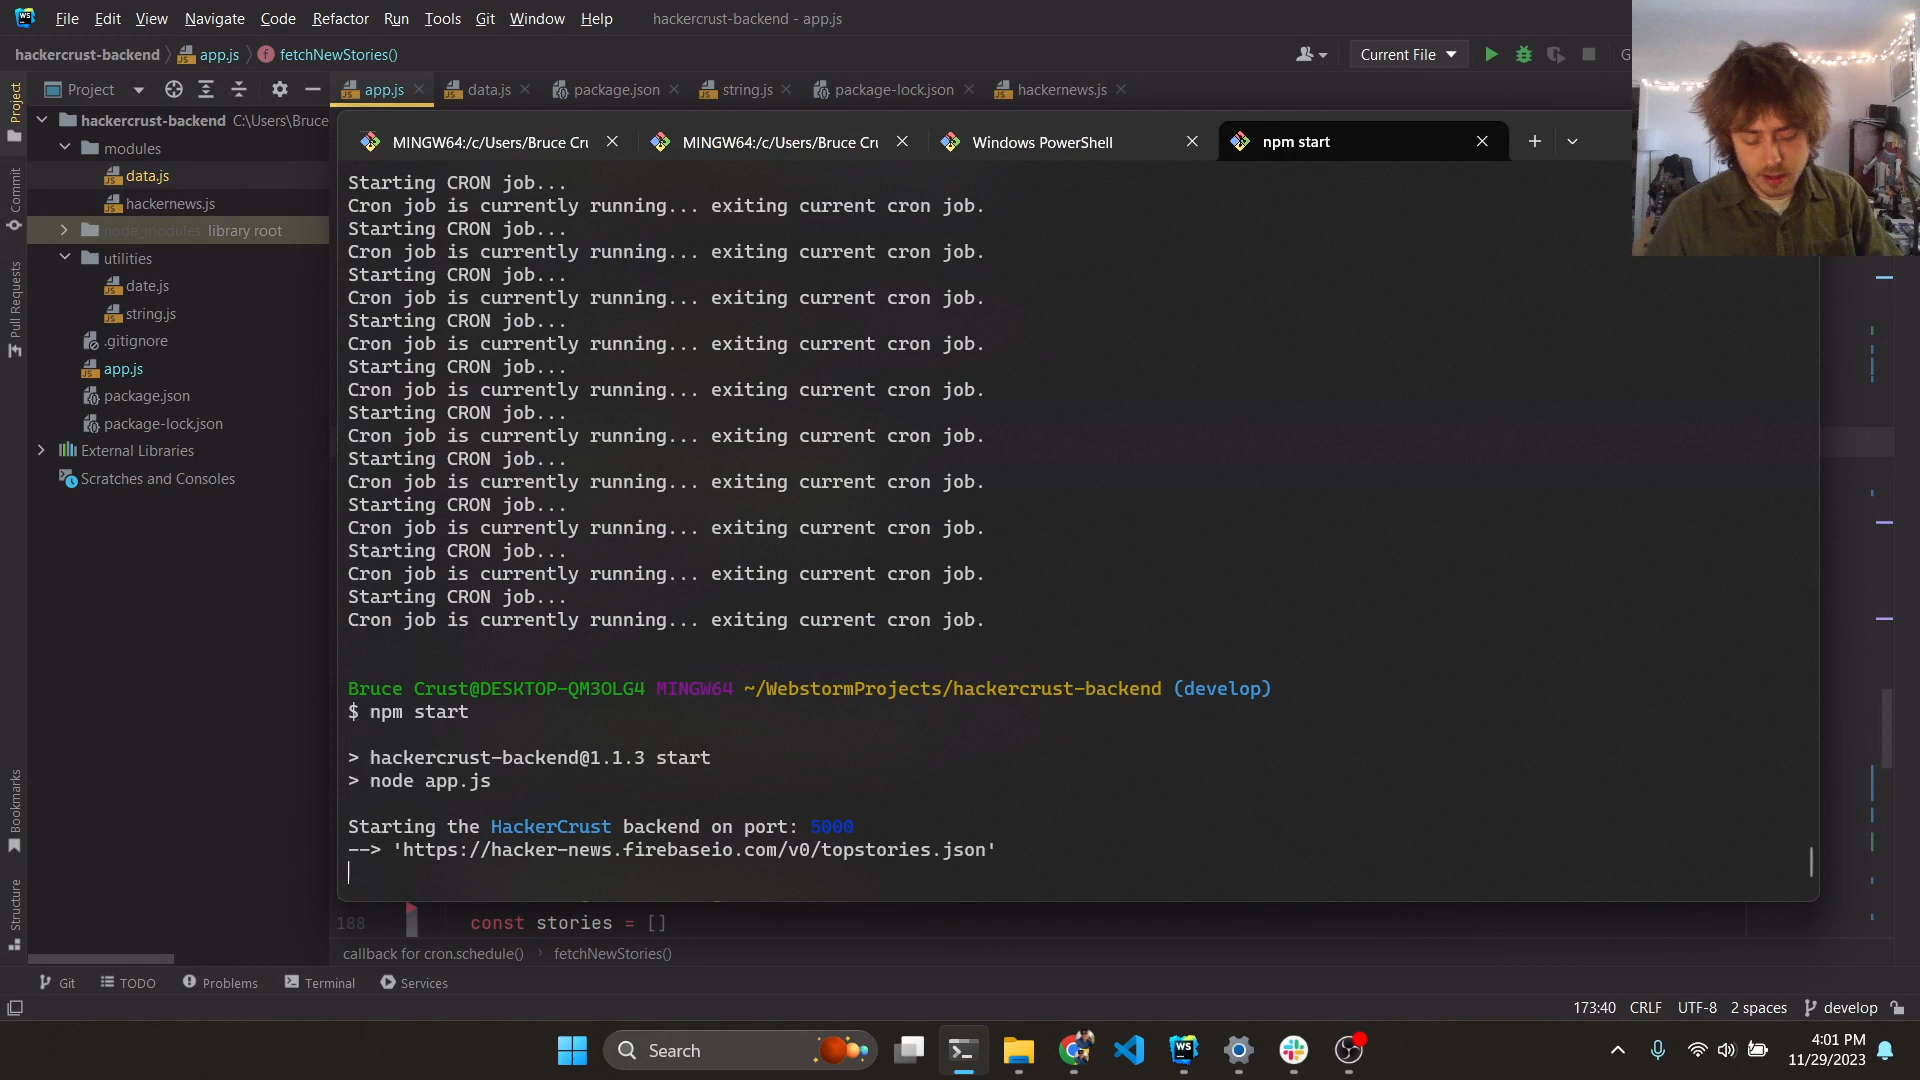 File Edit View Navigate Code Refactor Run Tools Git Window Help hackercrust-backend - app.js
hackercrust-backend app.js fetchNewStories() Current File
Project app.js data.js package.json string.js package-lock.json hackernews.js
Project
Commit
Pull Requests
Bookmarks
Structure
hackercrust-backend C:\Users\Bruce
modules
data.js
hackernews.js
node_modules library root
utilities
date.js
string.js
.gitignore
app.js
package.json
package-lock.json
External Libraries
Scratches and Consoles
MINGW64:/c/Users/Bruce Cru MINGW64:/c/Users/Bruce Cru Windows PowerShell npm start
Starting CRON job...
Cron job is currently running... exiting current cron job.
Starting CRON job...
Cron job is currently running... exiting current cron job.
Starting CRON job...
Cron job is currently running... exiting current cron job.
Starting CRON job...
Cron job is currently running... exiting current cron job.
Starting CRON job...
Cron job is currently running... exiting current cron job.
Starting CRON job...
Cron job is currently running... exiting current cron job.
Starting CRON job...
Cron job is currently running... exiting current cron job.
Starting CRON job...
Cron job is currently running... exiting current cron job.
Starting CRON job...
Cron job is currently running... exiting current cron job.
Starting CRON job...
Cron job is currently running... exiting current cron job.
Bruce Crust@DESKTOP-QM3OLG4 MINGW64 ~/WebstormProjects/hackercrust-backend (develop)
$ npm start
> hackercrust-backend@1.1.3 start
> node app.js
Starting the HackerCrust backend on port: 5000
--> 'https://hacker-news.firebaseio.com/v0/topstories.json'
188 const stories = []
callback for cron.schedule() fetchNewStories()
Git TODO Problems Terminal Services
173:40 CRLF UTF-8 2 spaces develop
Search
4:01 PM
11/29/2023